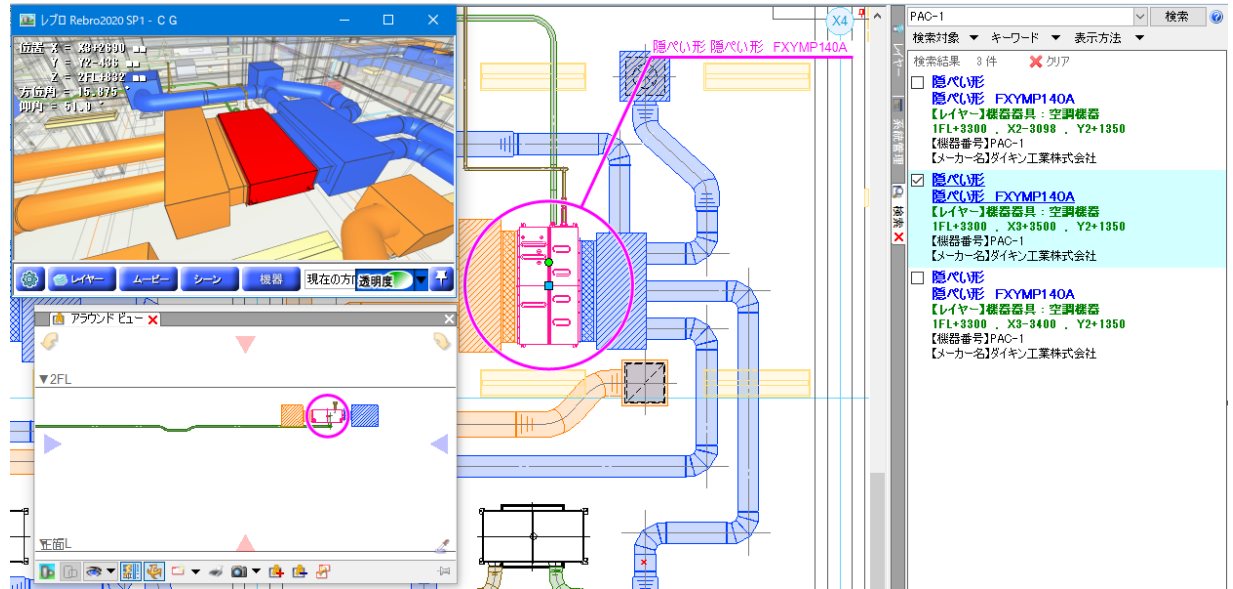 レブロ Rebro2020 SP1 - ＣＧ
位置 X = X3+2690
Y = Y2-436
Z = 2FL+832
方位角 = 15.875 °
仰角 = 51.0 °
レイヤー
ムービー
シーン
機器
現在の方
透明度
アラウンド ビュー
▼2FL
正面
隠ぺい形 隠ぺい形 FXYMP140A
X4
レイヤー
系統管理
検索
PAC-1
検索
検索対象 ▼ キーワード ▼ 表示方法 ▼
検索結果 3 件 クリア
隠ぺい形
隠ぺい形 FXYMP140A
【レイヤー】機器器具：空調機器
1FL+3300 , X2-3098 , Y2+1350
【機器番号】PAC-1
【メーカー名】ダイキン工業株式会社
隠ぺい形
隠ぺい形 FXYMP140A
【レイヤー】機器器具：空調機器
1FL+3300 , X3+3500 , Y2+1350
【機器番号】PAC-1
【メーカー名】ダイキン工業株式会社
隠ぺい形
隠ぺい形 FXYMP140A
【レイヤー】機器器具：空調機器
1FL+3300 , X3-3400 , Y2+1350
【機器番号】PAC-1
【メーカー名】ダイキン工業株式会社